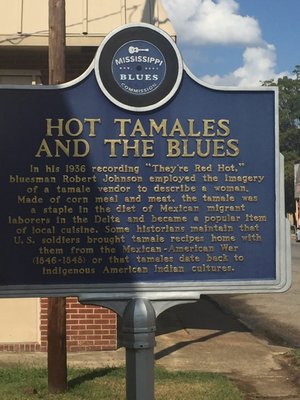 MISSISSIPPI
BLUES
COMMISSION
HOT TAMALES
AND THE BLUES
In his 1936 recording "They're Red Hot,"
bluesman Robert Johnson employed the imagery
of a tamale vendor to describe a woman.
Made of corn meal and meat, the tamale was
a staple in the diet of Mexican migrant
laborers in the Delta and became a popular item
of local cuisine. Some historians maintain that
U.S. soldiers brought tamale recipes home with
them from the Mexican-American War
(1846-1848) or that tamales date back to
indigenous American Indian cultures.